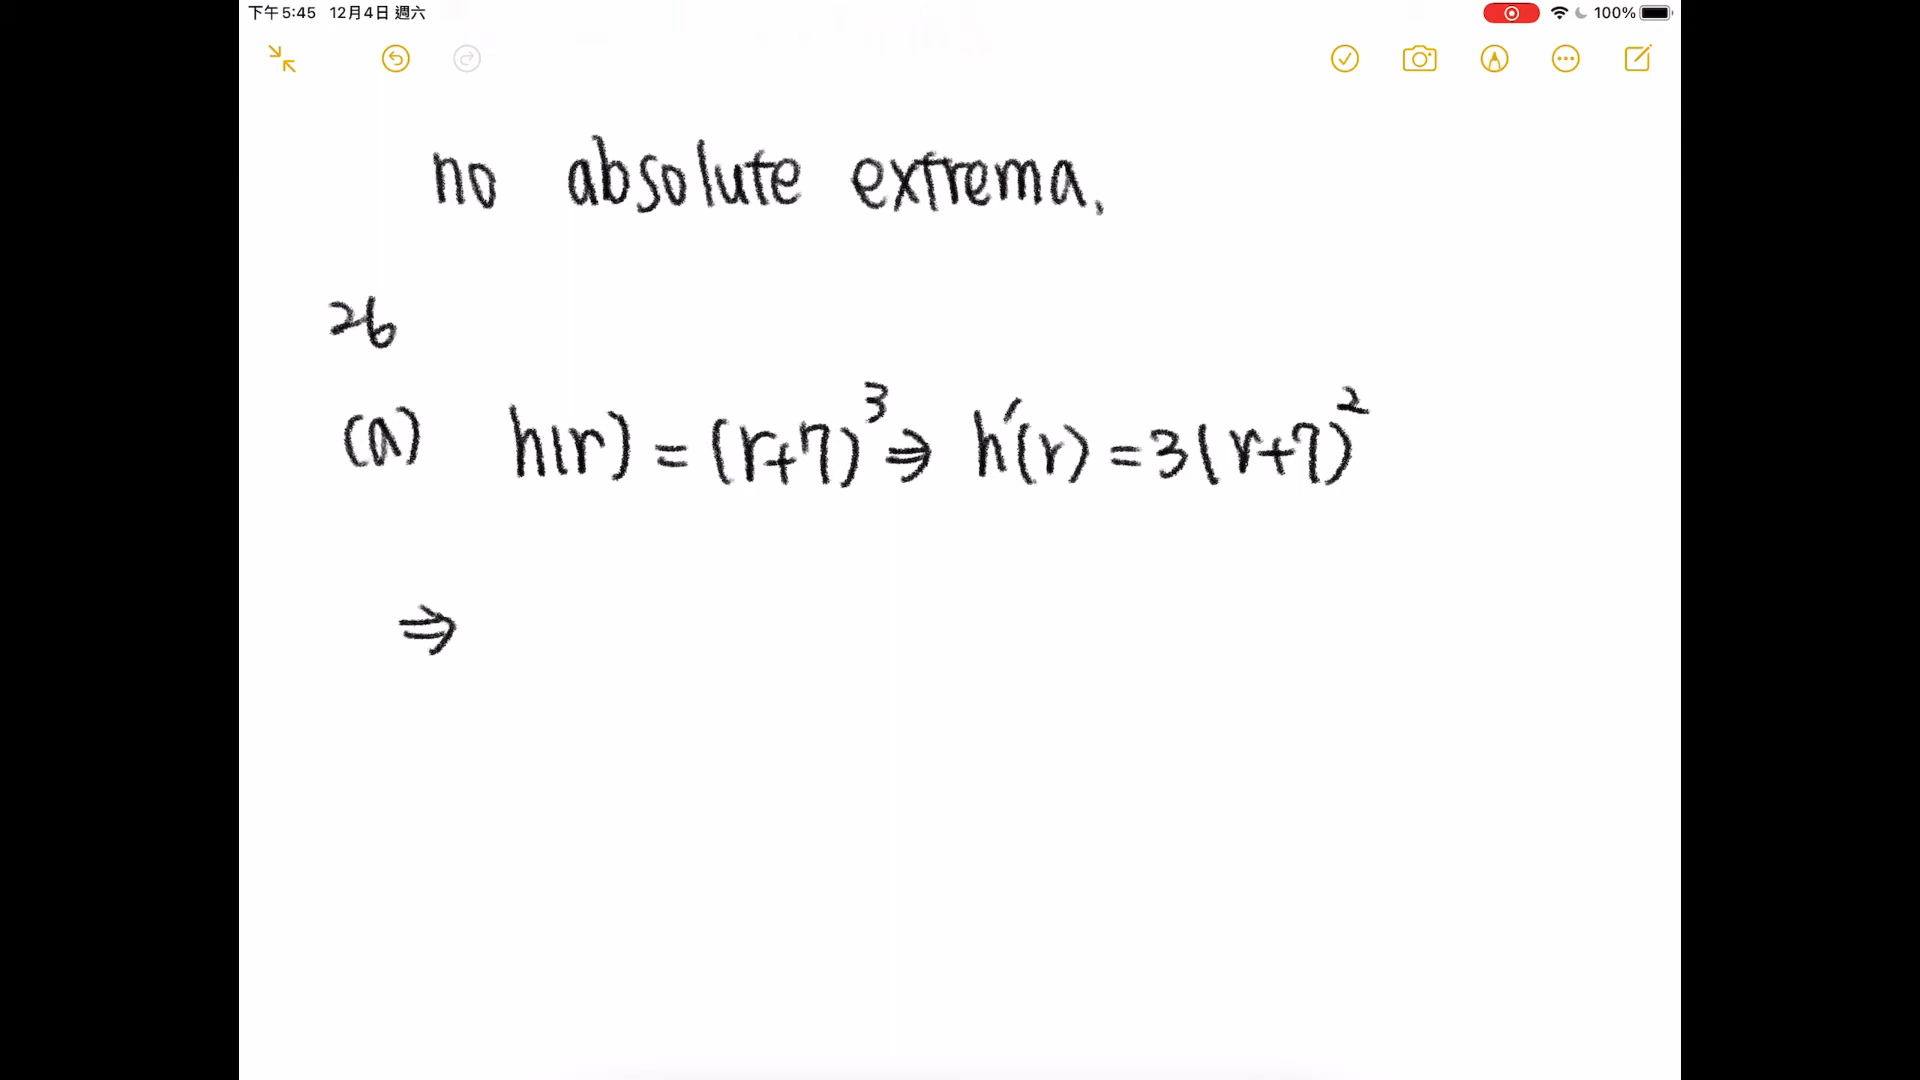 下午5:45 12月4日 週六 100%
no absolute extrema.
26
(a) h(r) = (r+7)³ ⇒ h′(r) = 3(r+7)²
⇒